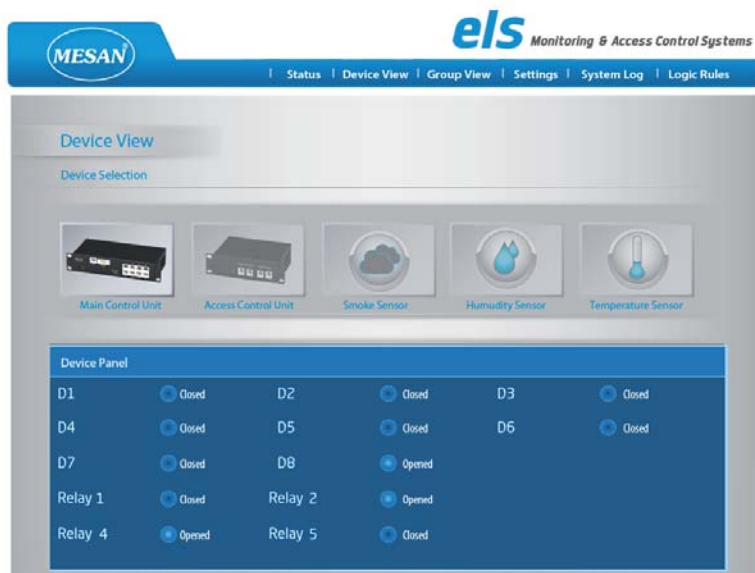 MESAN
els Monitoring & Access Control Systems
Status | Device View | Group View | Settings | System Log | Logic Rules
Device View
Device Selection
Main Control Unit Access Control Unit Smoke Sensor Humudity Sensor Temperature Sensor
Device Panel
D1 Closed D2 Closed D3 Closed
D4 Closed D5 Closed D6 Closed
D7 Closed D8 Opened
Relay 1 Closed Relay 2 Opened
Relay 4 Opened Relay 5 Closed